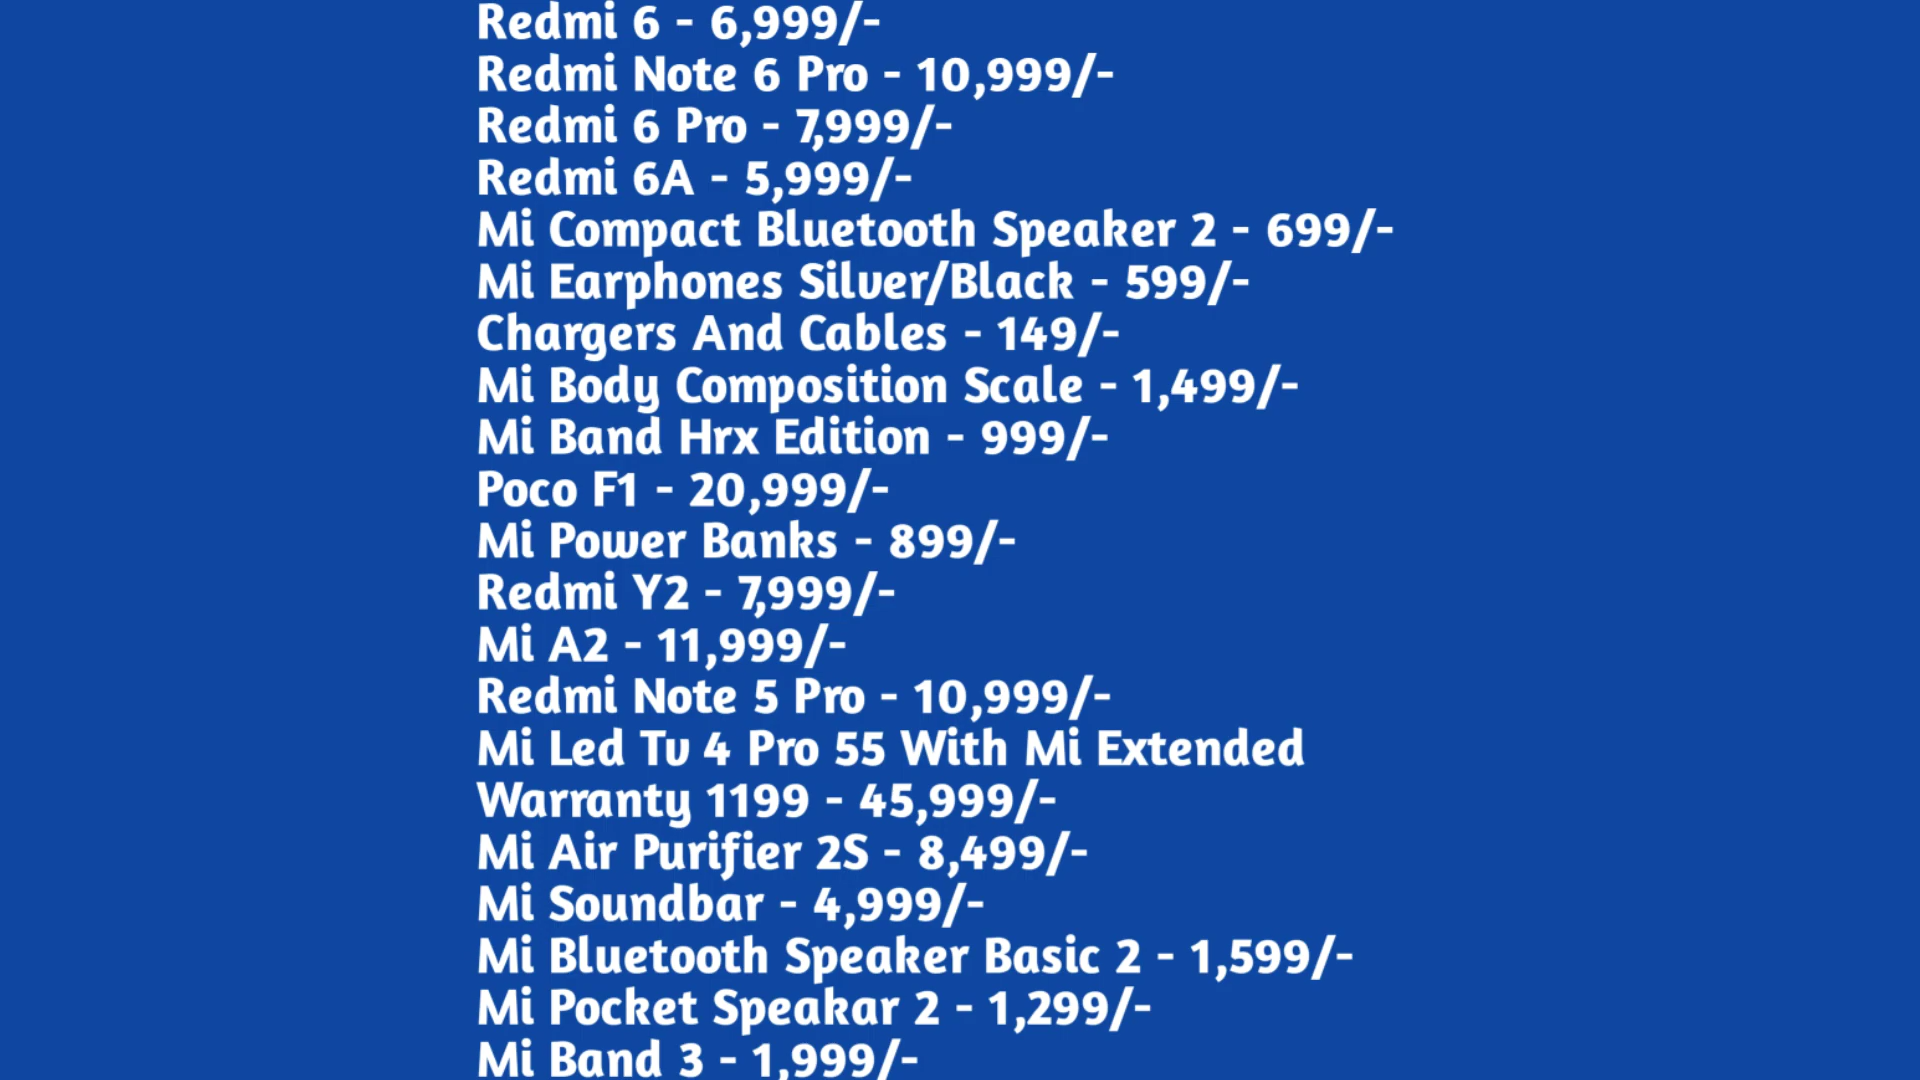 Redmi 6 - 6,999/-
Redmi Note 6 Pro - 10,999/-
Redmi 6 Pro - 7,999/-
Redmi 6A - 5,999/-
Mi Compact Bluetooth Speaker 2 - 699/-
Mi Earphones Silver/Black - 599/-
Chargers And Cables - 149/-
Mi Body Composition Scale - 1,499/-
Mi Band Hrx Edition - 999/-
Poco F1 - 20,999/-
Mi Power Banks - 899/-
Redmi Y2 - 7,999/-
Mi A2 - 11,999/-
Redmi Note 5 Pro - 10,999/-
Mi Led Tv 4 Pro 55 With Mi Extended
Warranty 1199 - 45,999/-
Mi Air Purifier 2S - 8,499/-
Mi Soundbar - 4,999/-
Mi Bluetooth Speaker Basic 2 - 1,599/-
Mi Pocket Speakar 2 - 1,299/-
Mi Band 3 - 1,999/-